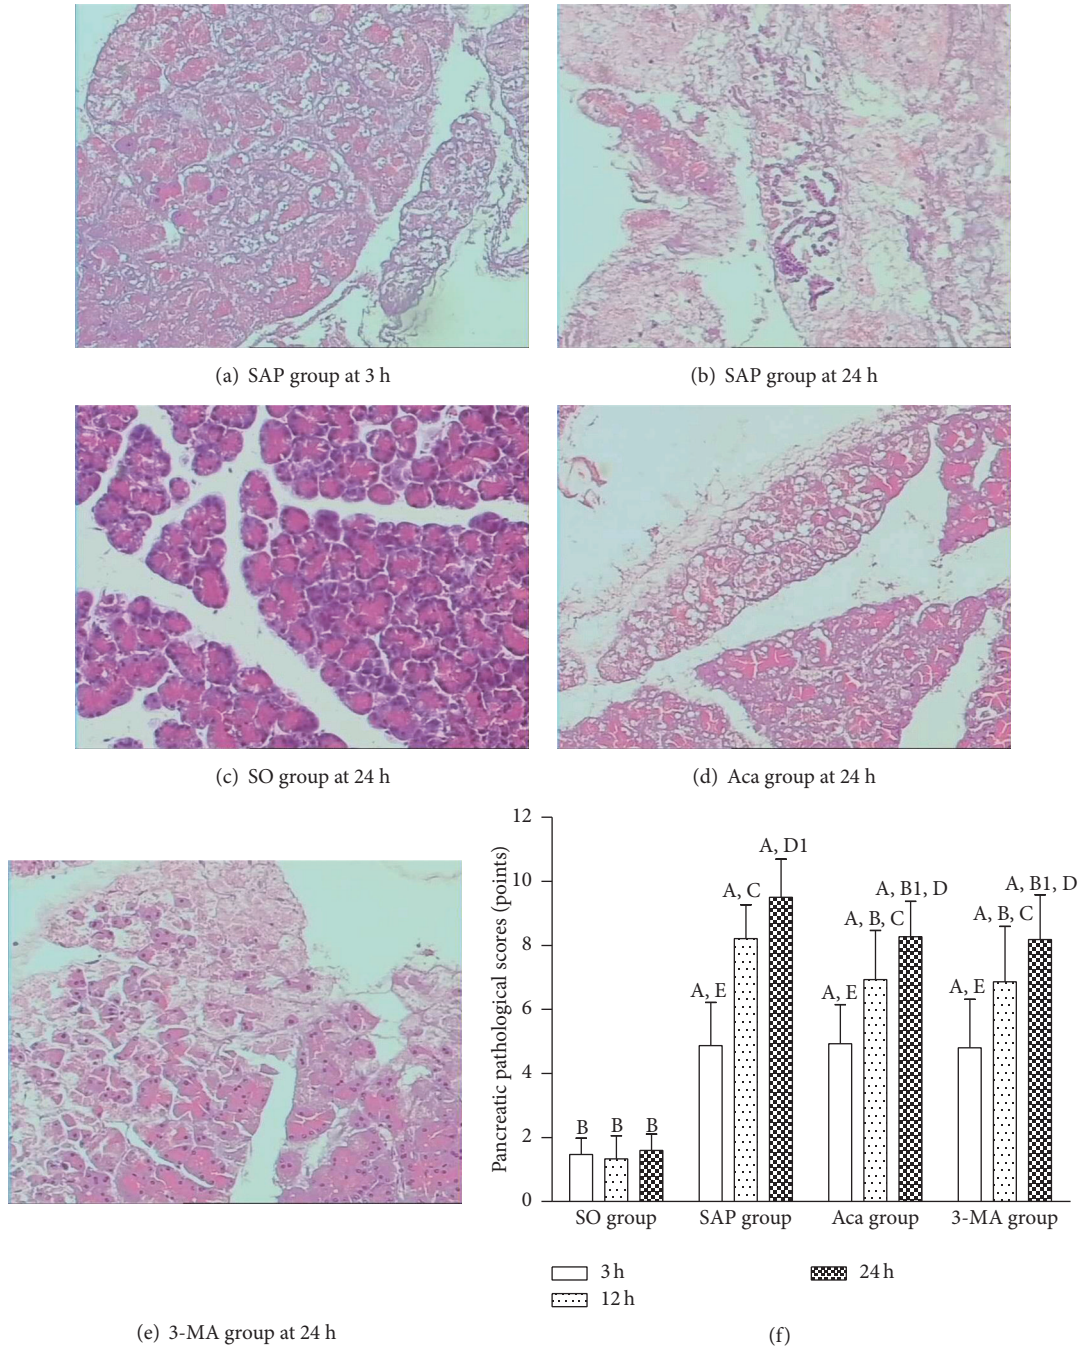 (a) SAP group at 3 h
(b) SAP group at 24 h
(c) SO group at 24 h
(d) Aca group at 24 h
(e) 3-MA group at 24 h
Pancreatic pathological scores (points)
12
10
8
6
4
2
0
B
B
B
A, E
A, C
A, D1
A, E
A, B, C
A, B1, D
A, E
A, B, C
A, B1, D
SO group
SAP group
Aca group
3-MA group
3 h
12 h
24 h
(f)